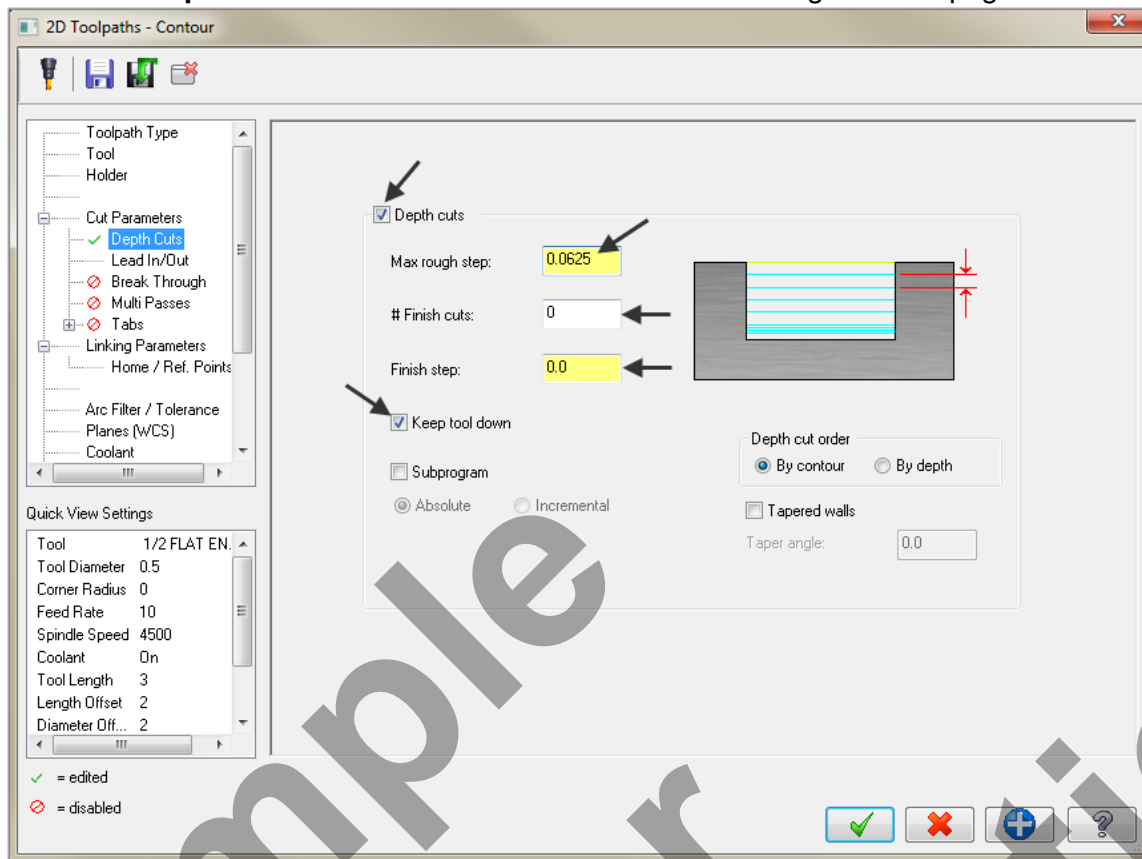 2D Toolpaths - Contour
Toolpath Type
Tool
Holder
Cut Parameters
Depth Cuts
Lead In/Out
Break Through
Multi Passes
Tabs
Linking Parameters
Home / Ref. Points
Arc Filter / Tolerance
Planes (WCS)
Coolant
Quick View Settings
Tool 1/2 FLAT EN.
Tool Diameter 0.5
Corner Radius 0
Feed Rate 10
Spindle Speed 4500
Coolant On
Tool Length 3
Length Offset 2
Diameter Off... 2
= edited
= disabled
Depth cuts
Max rough step: 0.0625
# Finish cuts: 0
Finish step: 0.0
Keep tool down
Subprogram
Absolute Incremental
Depth cut order
By contour By depth
Tapered walls
Taper angle: 0.0